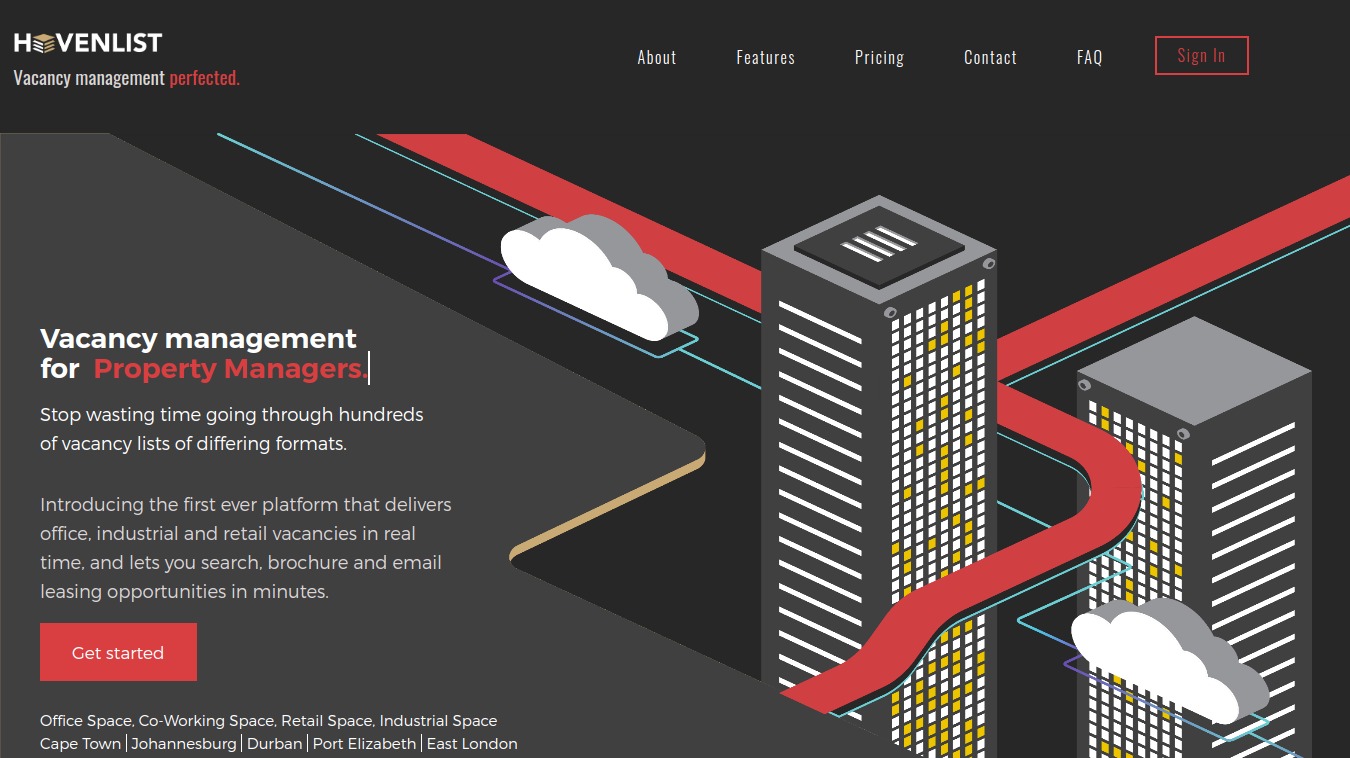 HOVENLIST
Vacancy management perfected.
About Features Pricing Contact FAQ Sign In
Vacancy management
for Property Managers.
Stop wasting time going through hundreds
of vacancy lists of differing formats.
Introducing the first ever platform that delivers
office, industrial and retail vacancies in real
time, and lets you search, brochure and email
leasing opportunities in minutes.
Get started
Office Space, Co-Working Space, Retail Space, Industrial Space
Cape Town | Johannesburg | Durban | Port Elizabeth | East London